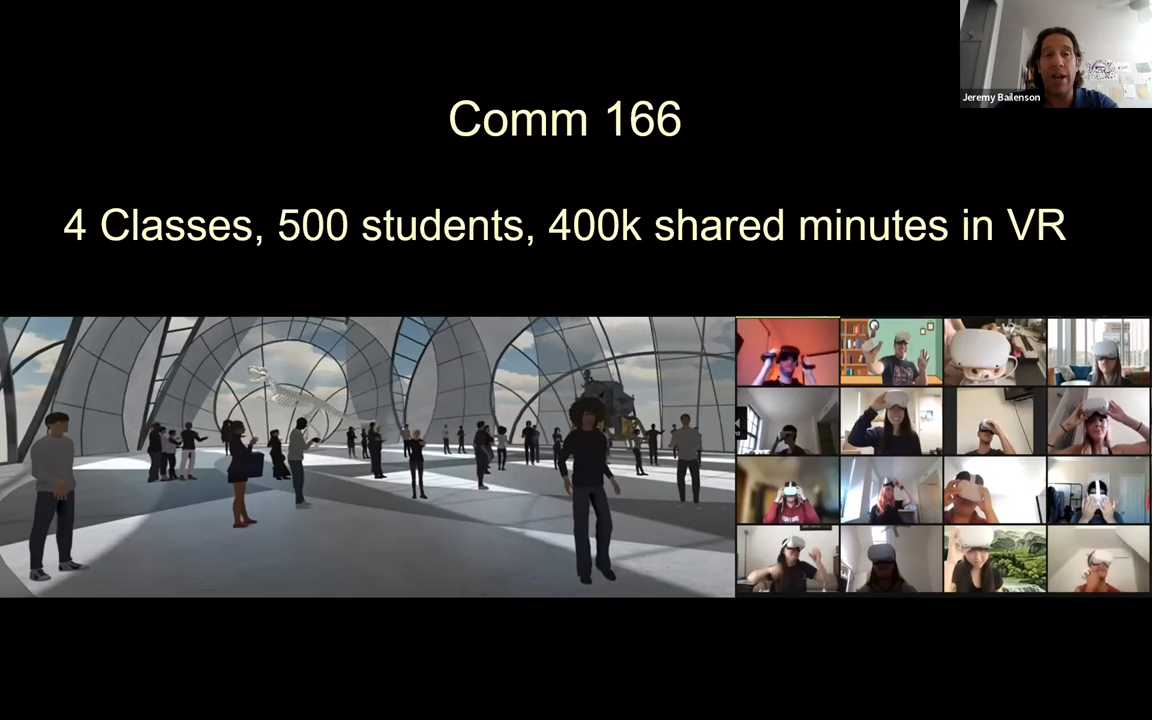 Jeremy Bailenson
Comm 166
4 Classes, 500 students, 400k shared minutes in VR